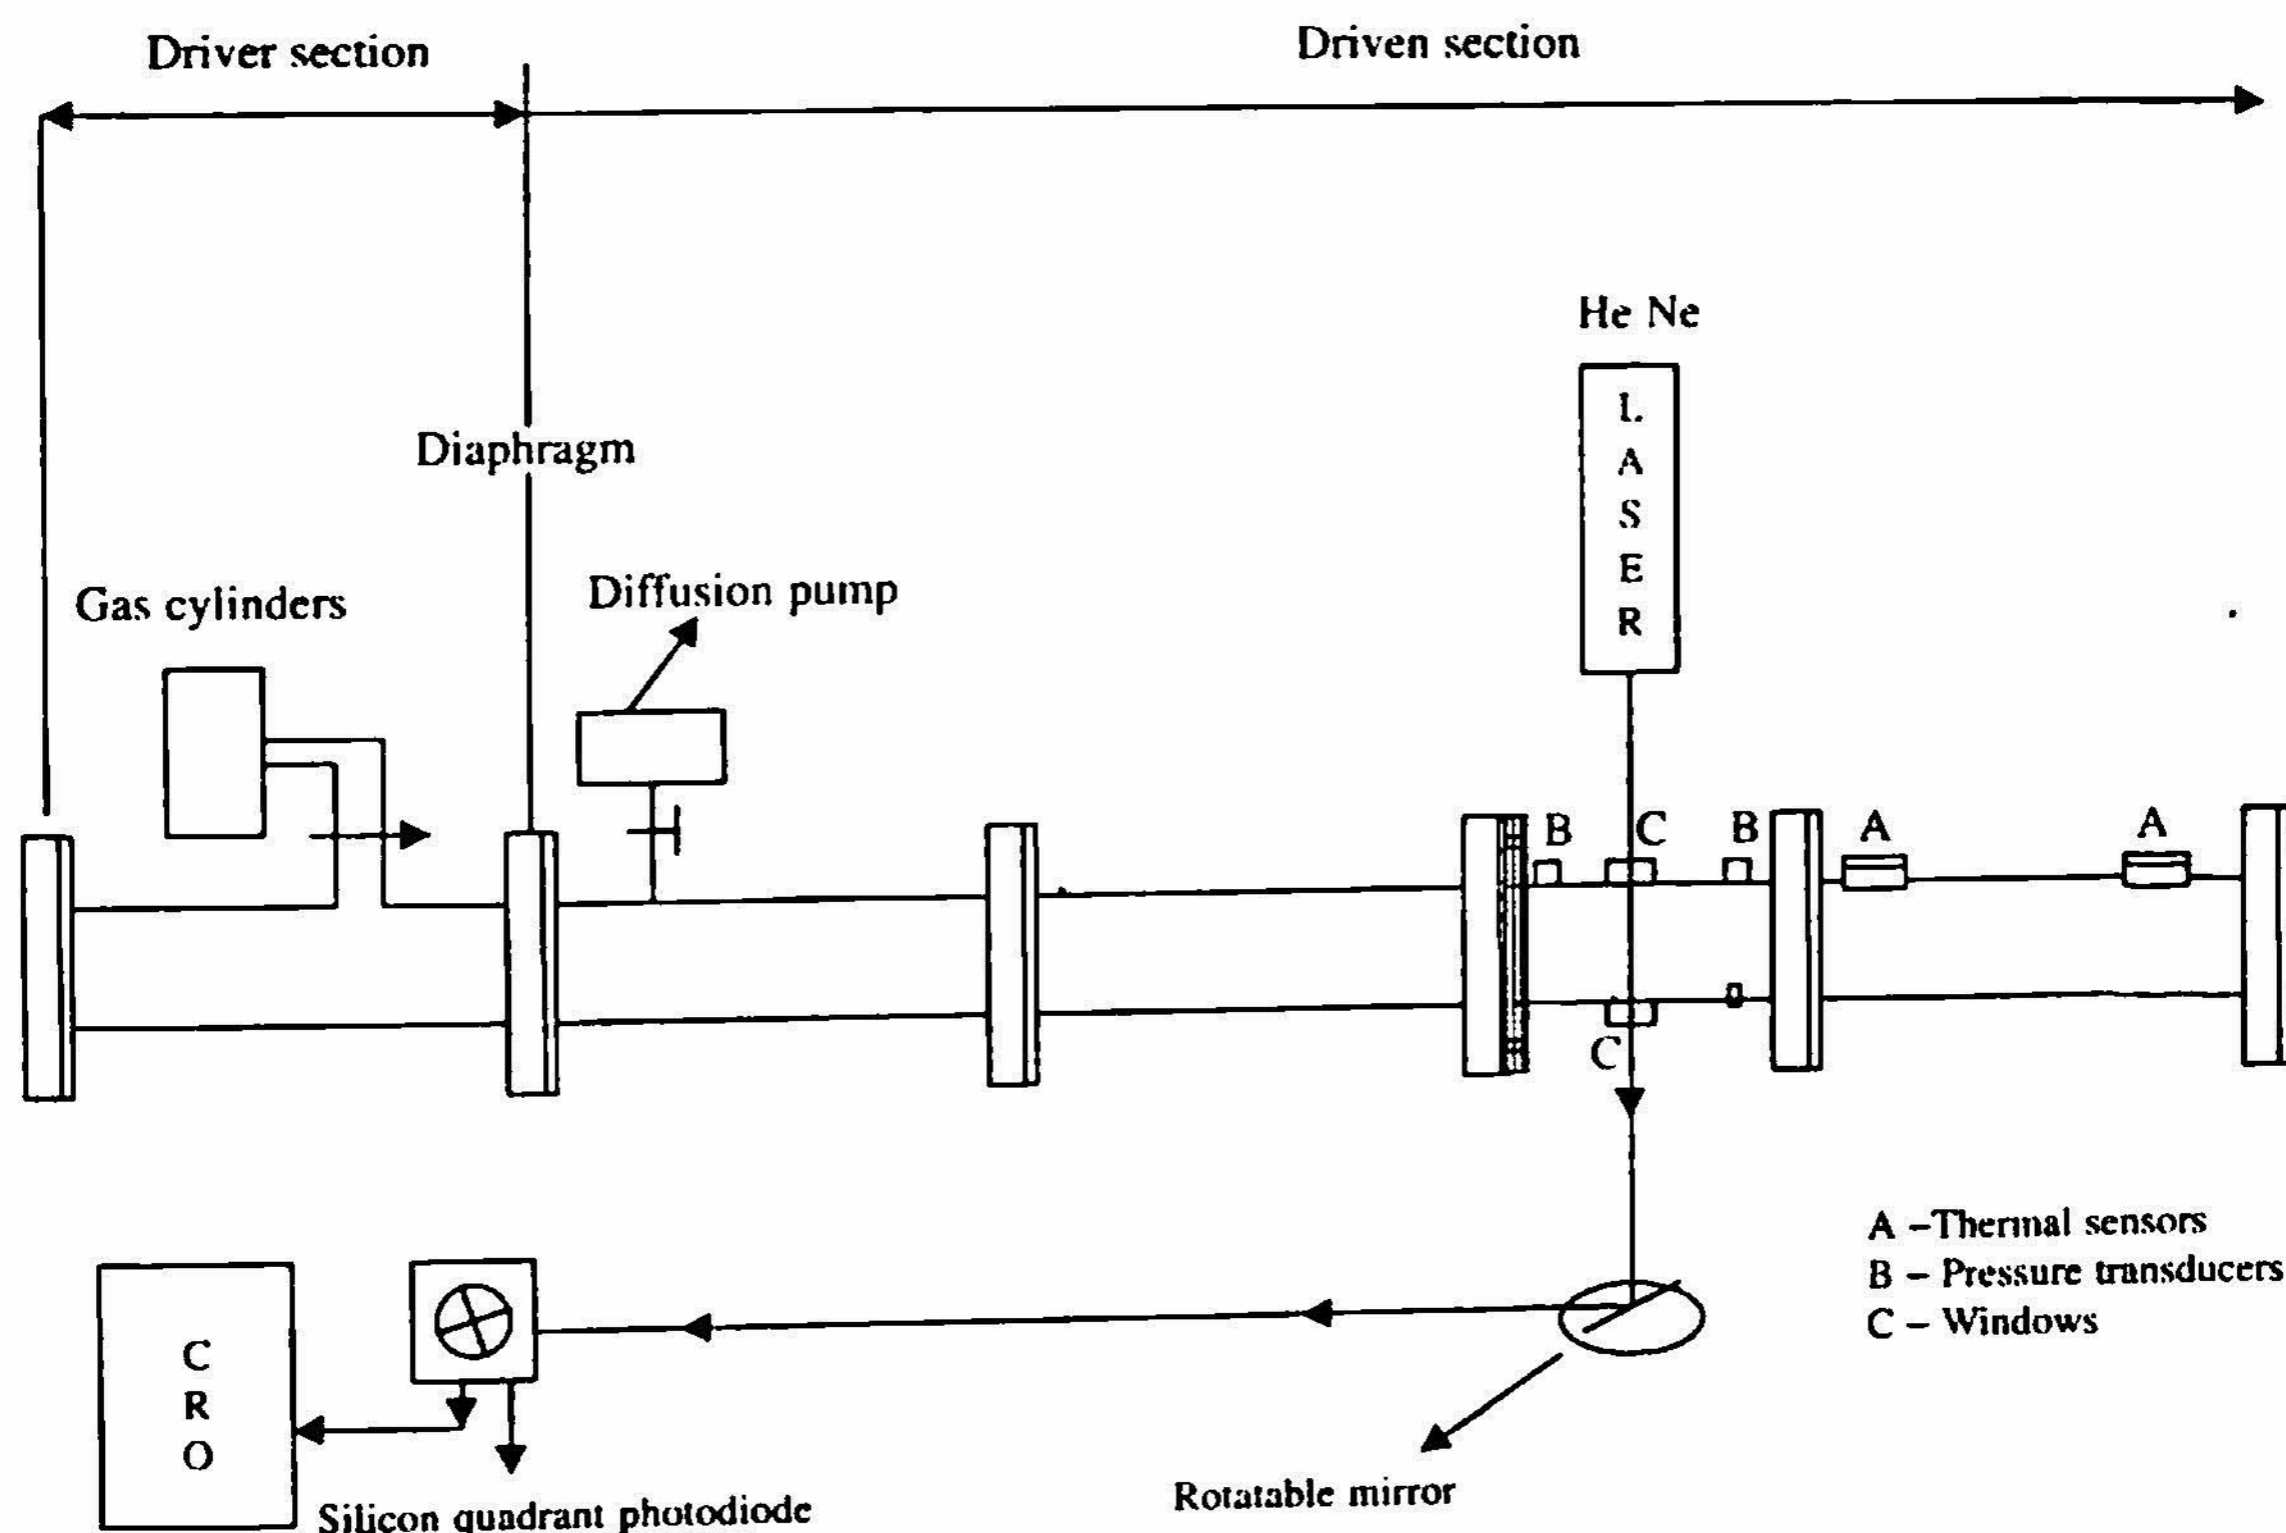 Driver section
Driven section
Diaphragm
He Ne
L
A
S
E
R
Gas cylinders
Diffusion pump
B
C
B
A
A
C
A –Thermal sensors
B – Pressure transducers
C – Windows
C
R
O
Silicon quadrant photodiode
Rotatable mirror